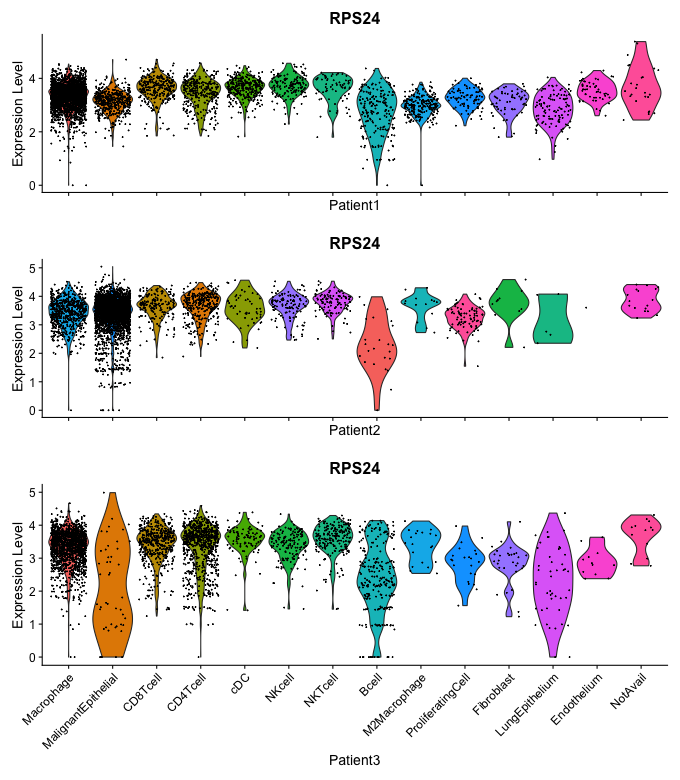 RPS24
Expression Level
4
2
0
Patient1
RPS24
Expression Level
5
4
3
2
1
0
Patient2
RPS24
Expression Level
5
4
3
2
1
0
Macrophage
MalignantEpithelial
CD8Tcell
CD4Tcell
cDC
NKcell
NKTcell
Bcell
M2Macrophage
ProliferatingCell
Fibroblast
LungEpithelium
Endothelium
NotAvail
Patient3